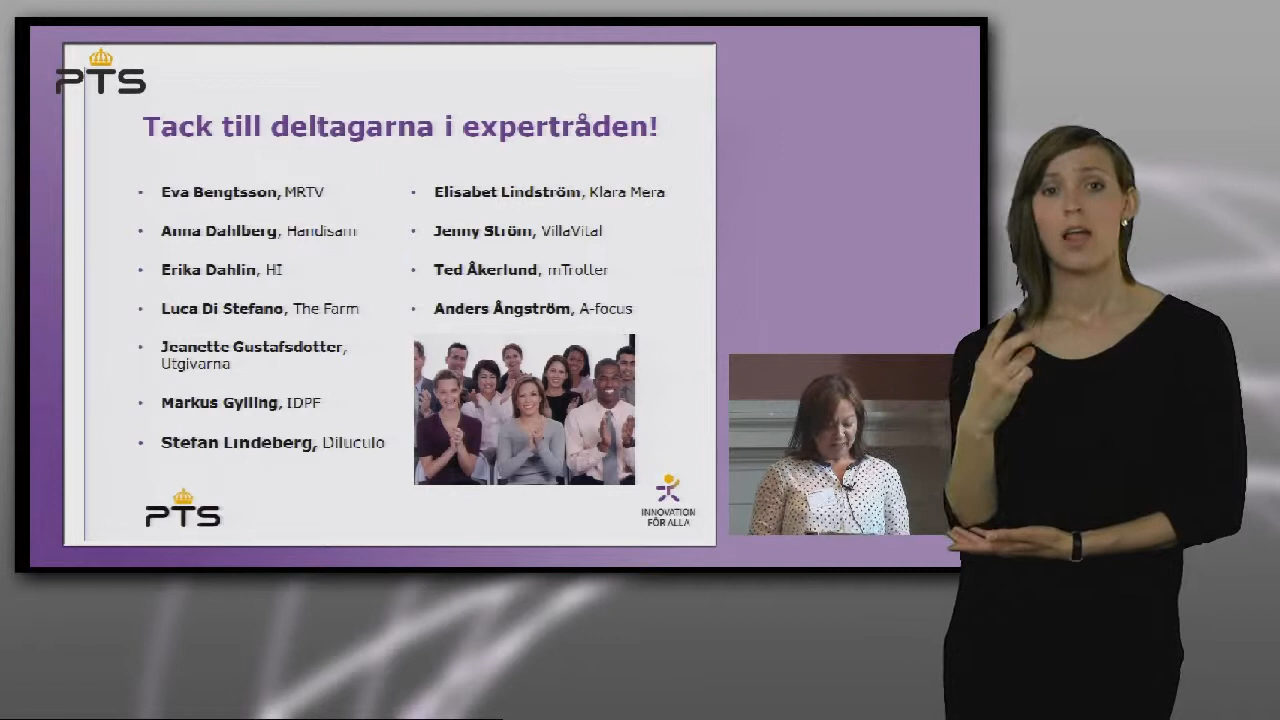 PTS
Tack till deltagarna i expertråden!
• Eva Bengtsson, MRTV
• Anna Dahlberg, Handisam
• Erika Dahlin, HI
• Luca Di Stefano, The Farm
• Jeanette Gustafsdotter,
Utgivarna
• Markus Gylling, IDPF
• Stefan Lindeberg, Diluculo
• Elisabet Lindström, Klara Mera
• Jenny Ström, VillaVital
• Ted Åkerlund, mTrotter
• Anders Ångström, A-focus
PTS
INNOVATION
FÖR ALLA